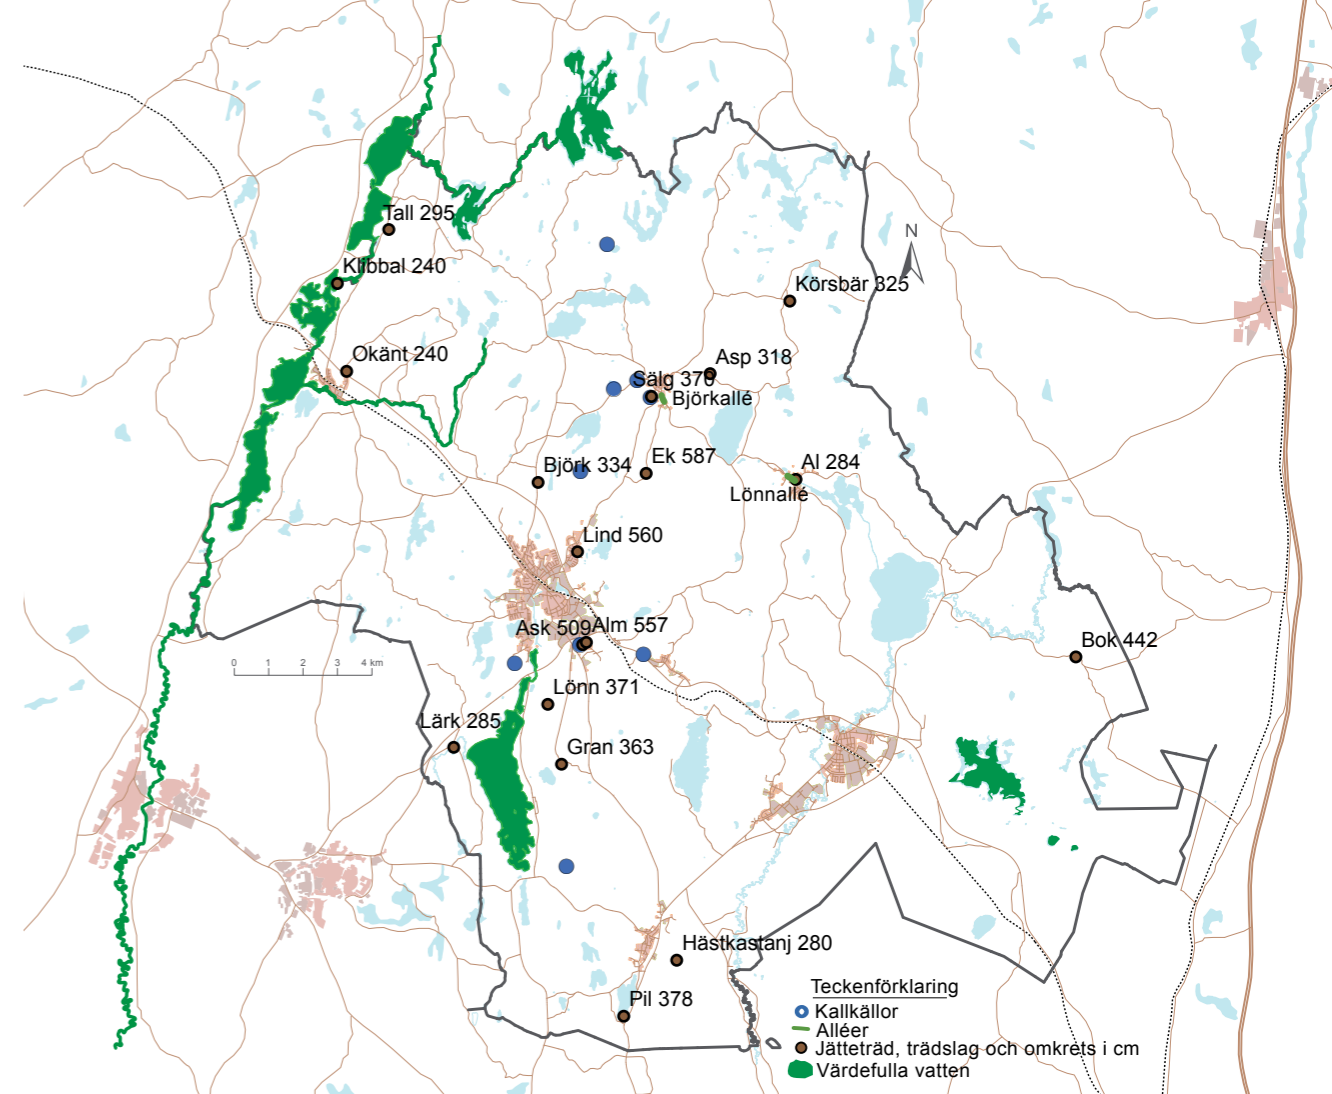 Tall 295
N
Klibbal 240
Körsbär 325
Okänt 240
Asp 318
Sälg 370
Björkallé
Björk 334
Ek 587
Al 284
Lönnallé
Lind 560
Ask 509
Alm 557
Bok 442
0 1 2 3 4 km
Lönn 371
Lärk 285
Gran 363
Hästkastanj 280
Pil 378
Teckenförklaring
Kallkällor
Alléer
Jätteträd, trädslag och omkrets i cm
Värdefulla vatten